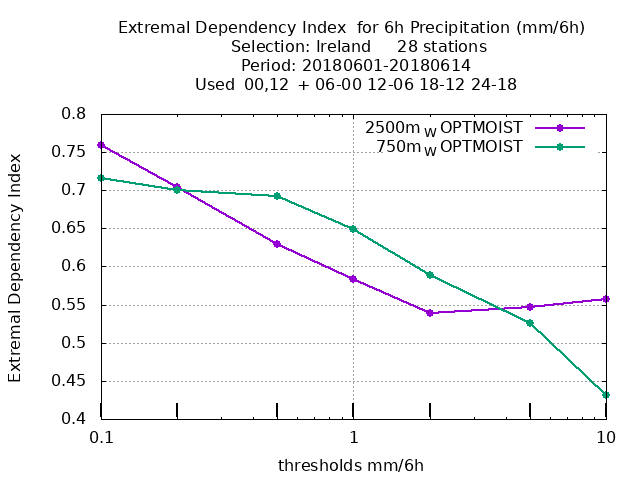 Extremal Dependency Index  for 6h Precipitation (mm/6h)
Selection: Ireland     28 stations
Period: 20180601-20180614
Used  00,12  + 06-00 12-06 18-12 24-18
2500m W OPTMOIST
750m W OPTMOIST
Extremal Dependency Index
0.8
0.75
0.7
0.65
0.6
0.55
0.5
0.45
0.4
0.1 1 10
thresholds mm/6h